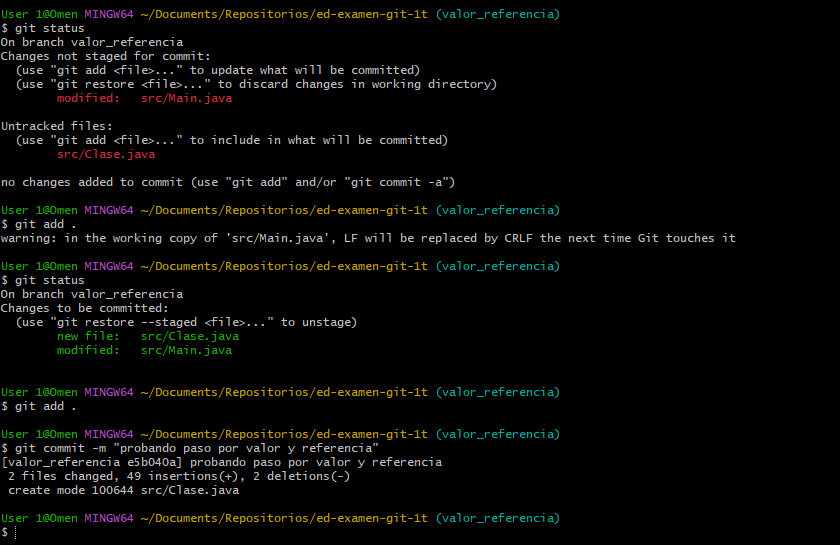 User 1@Omen MINGW64 ~/Documents/Repositorios/ed-examen-git-1t (valor_referencia)
$ git status
On branch valor_referencia
Changes not staged for commit:
  (use "git add <file>..." to update what will be committed)
  (use "git restore <file>..." to discard changes in working directory)
        modified:   src/Main.java

Untracked files:
  (use "git add <file>..." to include in what will be committed)
        src/Clase.java

no changes added to commit (use "git add" and/or "git commit -a")

User 1@Omen MINGW64 ~/Documents/Repositorios/ed-examen-git-1t (valor_referencia)
$ git add .
warning: in the working copy of 'src/Main.java', LF will be replaced by CRLF the next time Git touches it

User 1@Omen MINGW64 ~/Documents/Repositorios/ed-examen-git-1t (valor_referencia)
$ git status
On branch valor_referencia
Changes to be committed:
  (use "git restore --staged <file>..." to unstage)
        new file:   src/Clase.java
        modified:   src/Main.java

User 1@Omen MINGW64 ~/Documents/Repositorios/ed-examen-git-1t (valor_referencia)
$ git add .

User 1@Omen MINGW64 ~/Documents/Repositorios/ed-examen-git-1t (valor_referencia)
$ git commit -m "probando paso por valor y referencia"
[valor_referencia e5b040a] probando paso por valor y referencia
 2 files changed, 49 insertions(+), 2 deletions(-)
 create mode 100644 src/Clase.java

User 1@Omen MINGW64 ~/Documents/Repositorios/ed-examen-git-1t (valor_referencia)
$